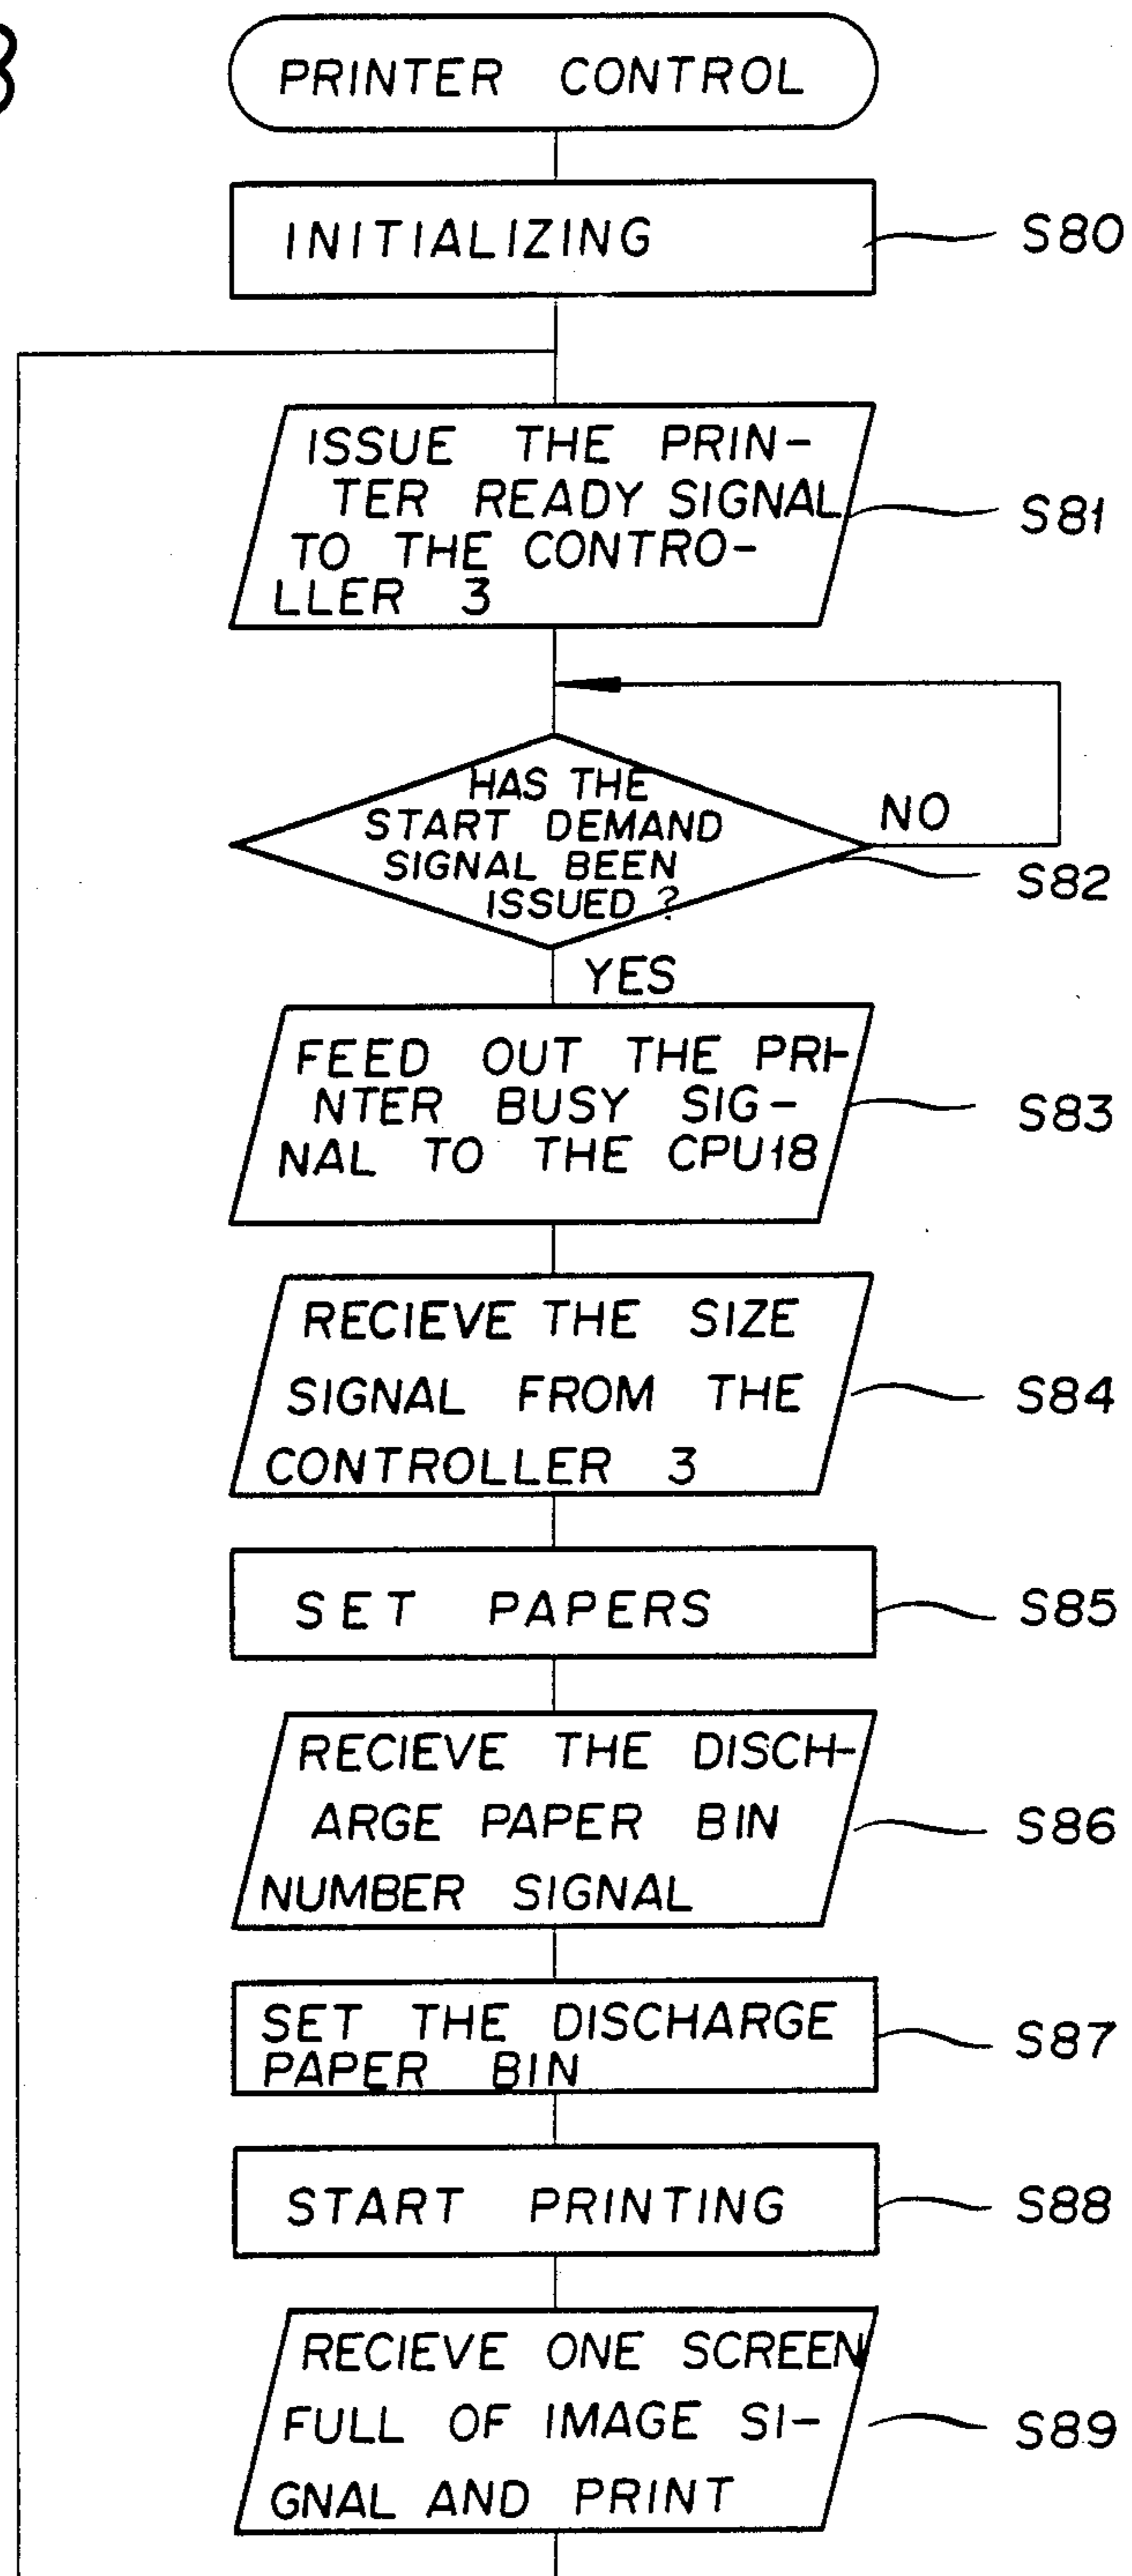 PRINTER CONTROL
INITIALIZING
S80
ISSUE THE PRIN-
TER READY SIGNAL
TO THE CONTRO-
LLER 3
S81
HAS THE
START DEMAND
SIGNAL BEEN
ISSUED?
NO
S82
YES
FEED OUT THE PRI-
NTER BUSY SIG-
NAL TO THE CPU18
S83
RECIEVE THE SIZE
SIGNAL FROM THE
CONTROLLER 3
S84
SET PAPERS
S85
RECIEVE THE DISCH-
ARGE PAPER BIN
NUMBER SIGNAL
S86
SET THE DISCHARGE
PAPER BIN
S87
START PRINTING
S88
RECIEVE ONE SCREEN
FULL OF IMAGE SI-
GNAL AND PRINT
S89